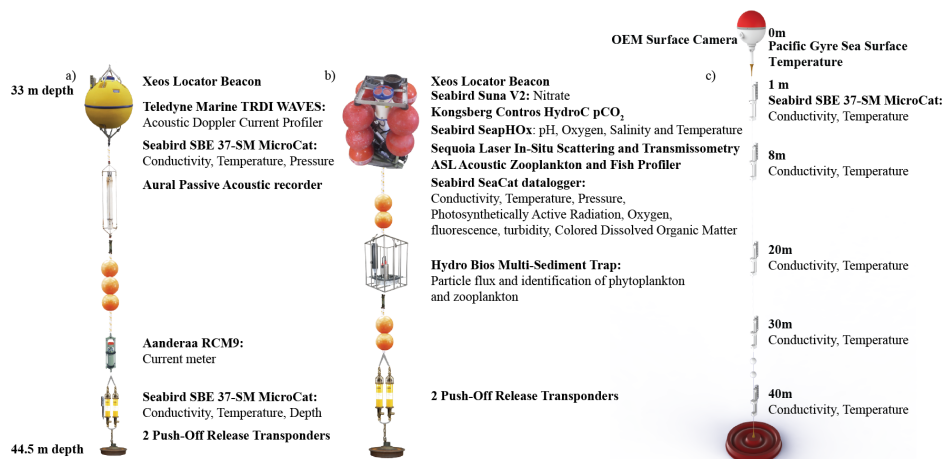 a)
33 m depth
Xeos Locator Beacon
Teledyne Marine TRDI WAVES:
Acoustic Doppler Current Profiler
Seabird SBE 37-SM MicroCat:
Conductivity, Temperature, Pressure
Aural Passive Acoustic recorder
Aanderaa RCM9:
Current meter
Seabird SBE 37-SM MicroCat:
Conductivity, Temperature, Depth
2 Push-Off Release Transponders
44.5 m depth
b)
Xeos Locator Beacon
Seabird Suna V2: Nitrate
Kongsberg Contros HydroC pCO₂
Seabird SeapHOx: pH, Oxygen, Salinity and Temperature
Sequoia Laser In-Situ Scattering and Transmissometry
ASL Acoustic Zooplankton and Fish Profiler
Seabird SeaCat datalogger:
Conductivity, Temperature, Pressure,
Photosynthetically Active Radiation, Oxygen,
fluorescence, turbidity, Colored Dissolved Organic Matter
Hydro Bios Multi-Sediment Trap:
Particle flux and identification of phytoplankton
and zooplankton
2 Push-Off Release Transponders
c)
OEM Surface Camera
0m
Pacific Gyre Sea Surface
Temperature
1 m
Seabird SBE 37-SM MicroCat:
Conductivity, Temperature
8m
Conductivity, Temperature
20m
Conductivity, Temperature
30m
Conductivity, Temperature
40m
Conductivity, Temperature